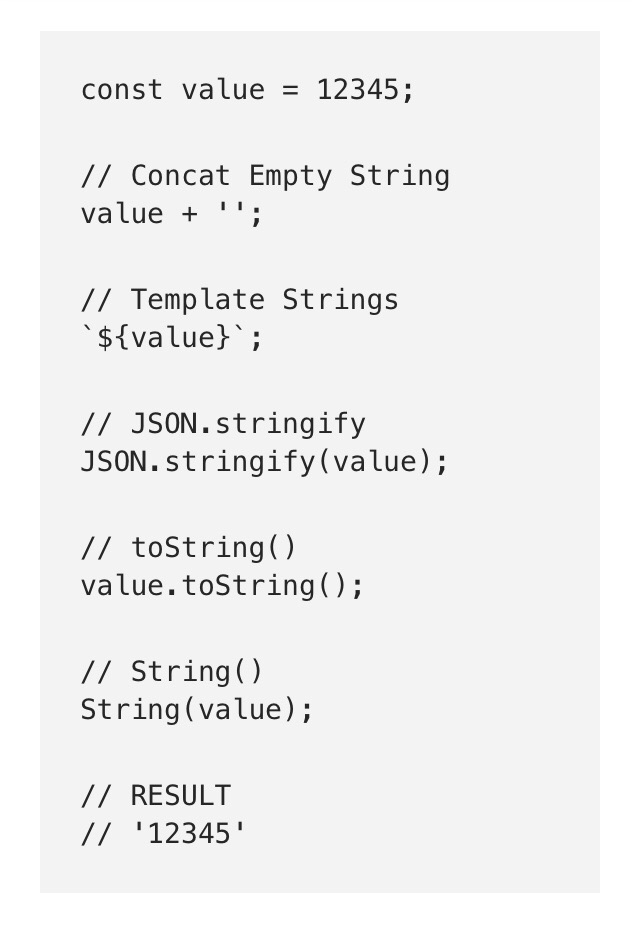 const value = 12345;
// Concat Empty String
value + '';
// Template Strings
`${value}`;
// JSON.stringify
JSON.stringify(value);
// toString()
value.toString();
// String()
String(value);
// RESULT
// '12345'